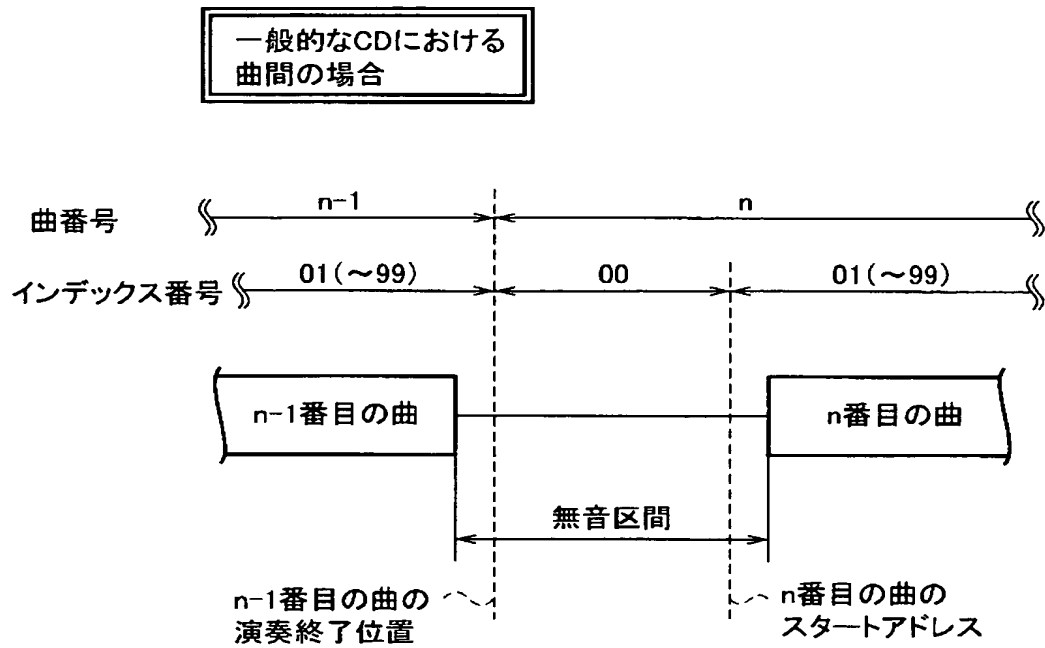 一般的なCDにおける
曲間の場合
曲番号
n-1
n
インデックス番号
01(～99)
00
01(～99)
n-1番目の曲
n番目の曲
無音区間
n-1番目の曲の
演奏終了位置
n番目の曲の
スタートアドレス